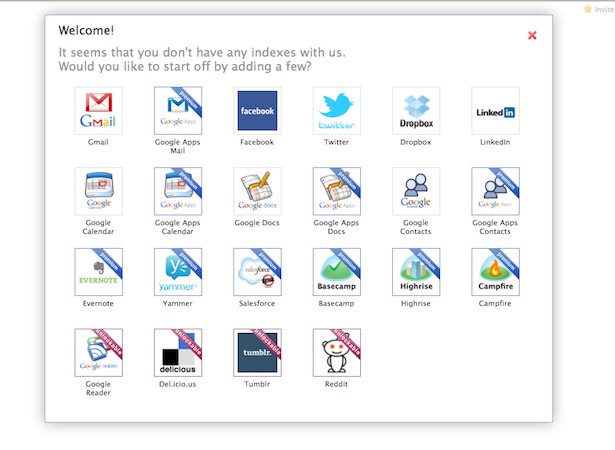 Invite
Welcome!
It seems that you don't have any indexes with us.
Would you like to start off by adding a few?
Gmail
premium
Google Apps
facebook
twitter
Dropbox
Linked in
Gmail
Google Apps
Mail
Facebook
Twitter
Dropbox
LinkedIn
Google
premium
Google Apps
Google docs
premium
Google Apps
Google
premium
Google Apps
Google
Calendar
Google Apps
Calendar
Google Docs
Google Apps
Docs
Google
Contacts
Google Apps
Contacts
premium
EVERNOTE
premium
yammer
premium
salesforce
premium
Basecamp
premium
Highrise
premium
Campfire
Evernote
Yammer
Salesforce
Basecamp
Highrise
Campfire
unlockable
Google reader
unlockable
delicious
unlockable
tumblr.
unlockable
Google
Reader
Del.icio.us
Tumblr
Reddit